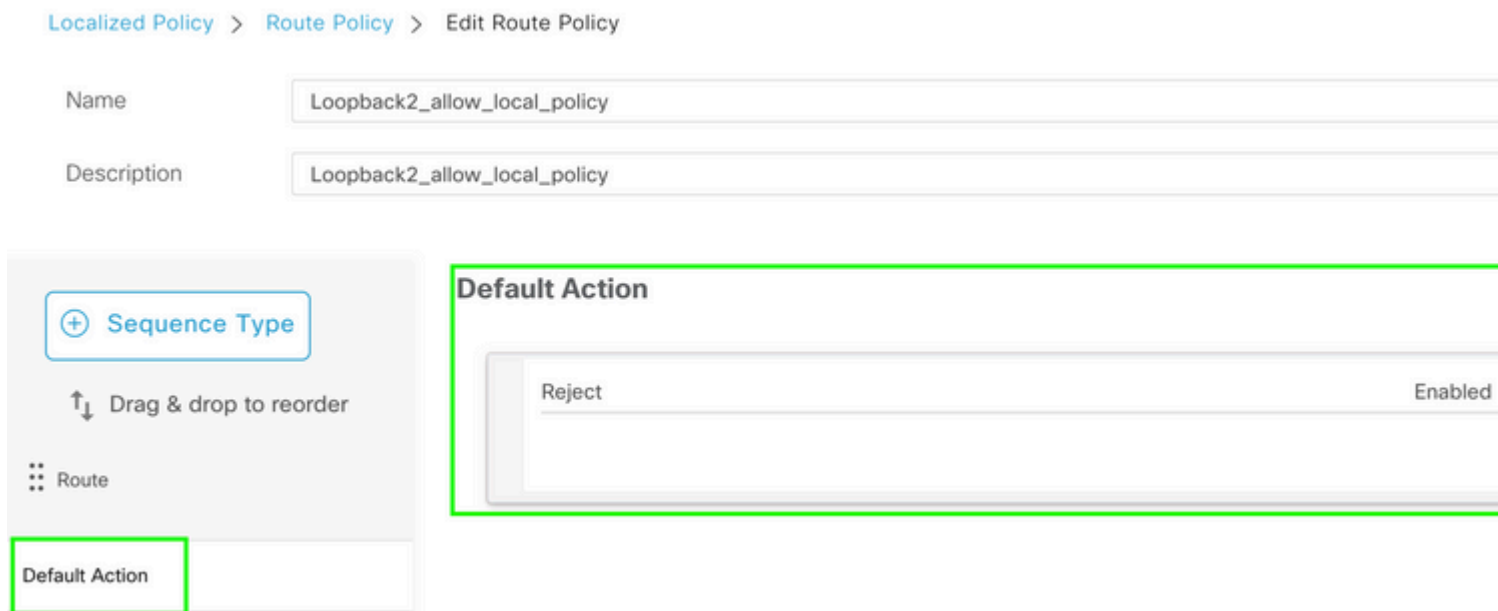 Localized Policy > Route Policy > Edit Route Policy
Name Loopback2_allow_local_policy
Description Loopback2_allow_local_policy
Sequence Type
Drag & drop to reorder
Route
Default Action
Default Action
Reject Enabled